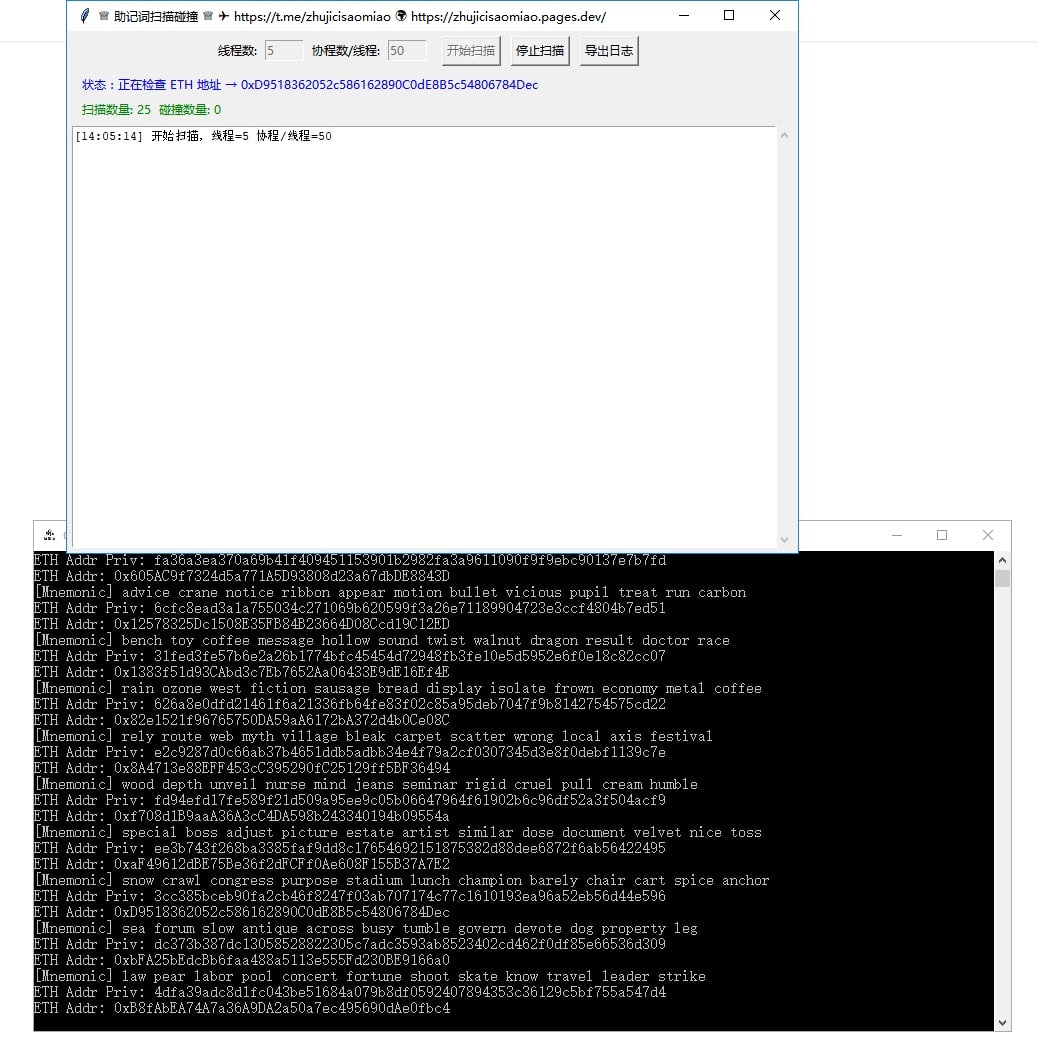 助记词扫描碰撞 https://t.me/zhujicisaomiao https://zhujicisaomiao.pages.dev/
线程数: 5 协程数/线程: 50 开始扫描 停止扫描 导出日志
状态：正在检查 ETH 地址 → 0xD9518362052c586162890C0dE8B5c54806784Dec
扫描数量: 25 碰撞数量: 0
[14:05:14] 开始扫描，线程=5 协程/线程=50
ETH Addr Priv: fa36a3ea370a69b41f409451153901b2982fa3a9611090f9f9ebc90137e7b7fd
ETH Addr: 0x605AC9f7324d5a771A5D93808d23a67dbDE8843D
[Mnemonic] advice crane notice ribbon appear motion bullet vicious pupil treat run carbon
ETH Addr Priv: 6cfc8ead3a1a755034c271069b620599f3a26e71189904723e3ccf4804b7ed51
ETH Addr: 0x12578325Dc1508E35FB84B23664D08Ccd19C12ED
[Mnemonic] bench toy coffee message hollow sound twist walnut dragon result doctor race
ETH Addr Priv: 31fed3fe57b6e2a26b1774bfc45454d72948fb3fe10e5d5952e6f0e18c82cc07
ETH Addr: 0x1383f51d93CAbd3c7Eb7652Aa06433E9dE16Ef4E
[Mnemonic] rain ozone west fiction sausage bread display isolate frown economy metal coffee
ETH Addr Priv: 626a8e0dfd21461f6a21336fb64fe83f02c85a95deb7047f9b8142754575cd22
ETH Addr: 0x82e1521f96765750DA59aA6172bA372d4b0Ce08C
[Mnemonic] rely route web myth village bleak carpet scatter wrong local axis festival
ETH Addr Priv: e2c9287d0c66ab37b4651ddb5adbb34e4f79a2cf0307345d3e8f0debf1139c7e
ETH Addr: 0x8A4713e88EFF453cC395290fC25129ff5BF36494
[Mnemonic] wood depth unveil nurse mind jeans seminar rigid cruel pull cream humble
ETH Addr Priv: fd94efd17fe589f21d509a95ee9c05b06647964f61902b6c96df52a3f504acf9
ETH Addr: 0xf708d1B9aaA36A3cC4DA598b243340194b09554a
[Mnemonic] special boss adjust picture estate artist similar dose document velvet nice toss
ETH Addr Priv: ee3b743f268ba3385faf9dd8c17654692151875382d88dee6872f6ab56422495
ETH Addr: 0xaF49612dBE75Be36f2dFCFf0Ae608F155B37A7E2
[Mnemonic] snow crawl congress purpose stadium lunch champion barely chair cart spice anchor
ETH Addr Priv: 3cc385bceb90fa2cb46f8247f03ab707174c77c1610193ea96a52eb56d44e596
ETH Addr: 0xD9518362052c586162890C0dE8B5c54806784Dec
[Mnemonic] sea forum slow antique across busy tumble govern devote dog property leg
ETH Addr Priv: dc373b387dc13058528822305c7adc3593ab8523402cd462f0df85e66536d309
ETH Addr: 0xbFA25bEdcBb6faa488a5113e555Fd230BE9166a0
[Mnemonic] law pear labor pool concert fortune shoot skate know travel leader strike
ETH Addr Priv: 4dfa39adc8d1fc043be51684a079b8df0592407894353c36129c5bf755a547d4
ETH Addr: 0xB8fAbEA74A7a36A9DA2a50a7ec495690dAe0fbc4